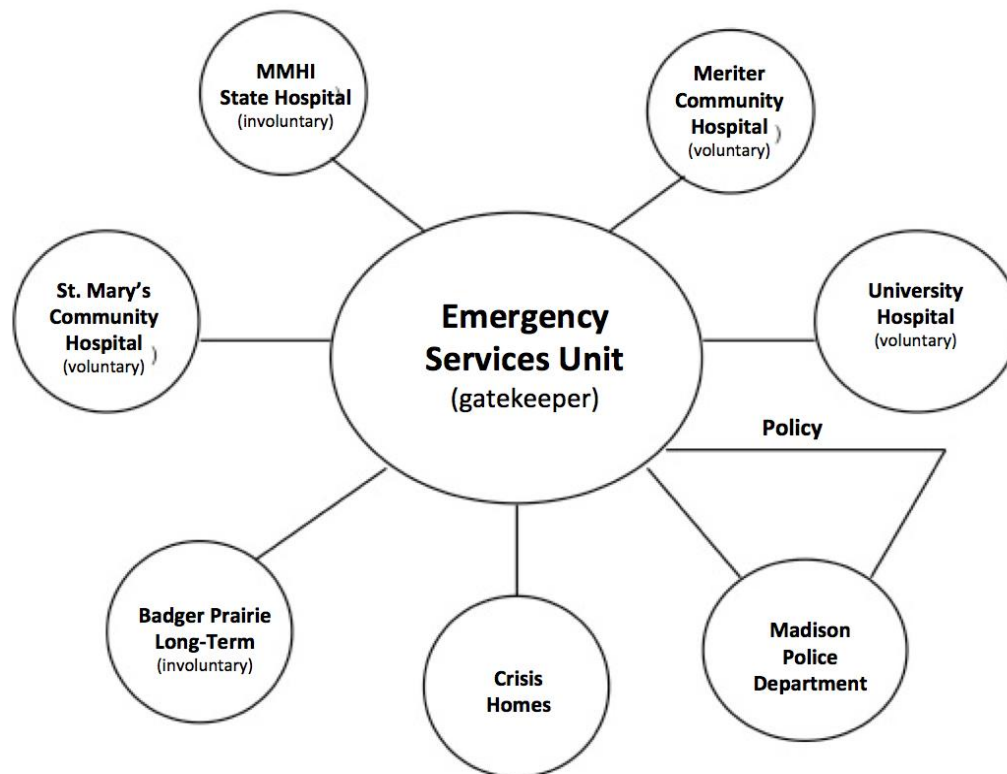 MMHI
State Hospital
(involuntary)
Meriter
Community
Hospital )
(voluntary)
St. Mary’s
Community
Hospital
(voluntary) )
Emergency
Services Unit
(gatekeeper)
University
Hospital
(voluntary)
Policy
Badger Prairie
Long-Term
(involuntary)
Crisis
Homes
Madison
Police
Department